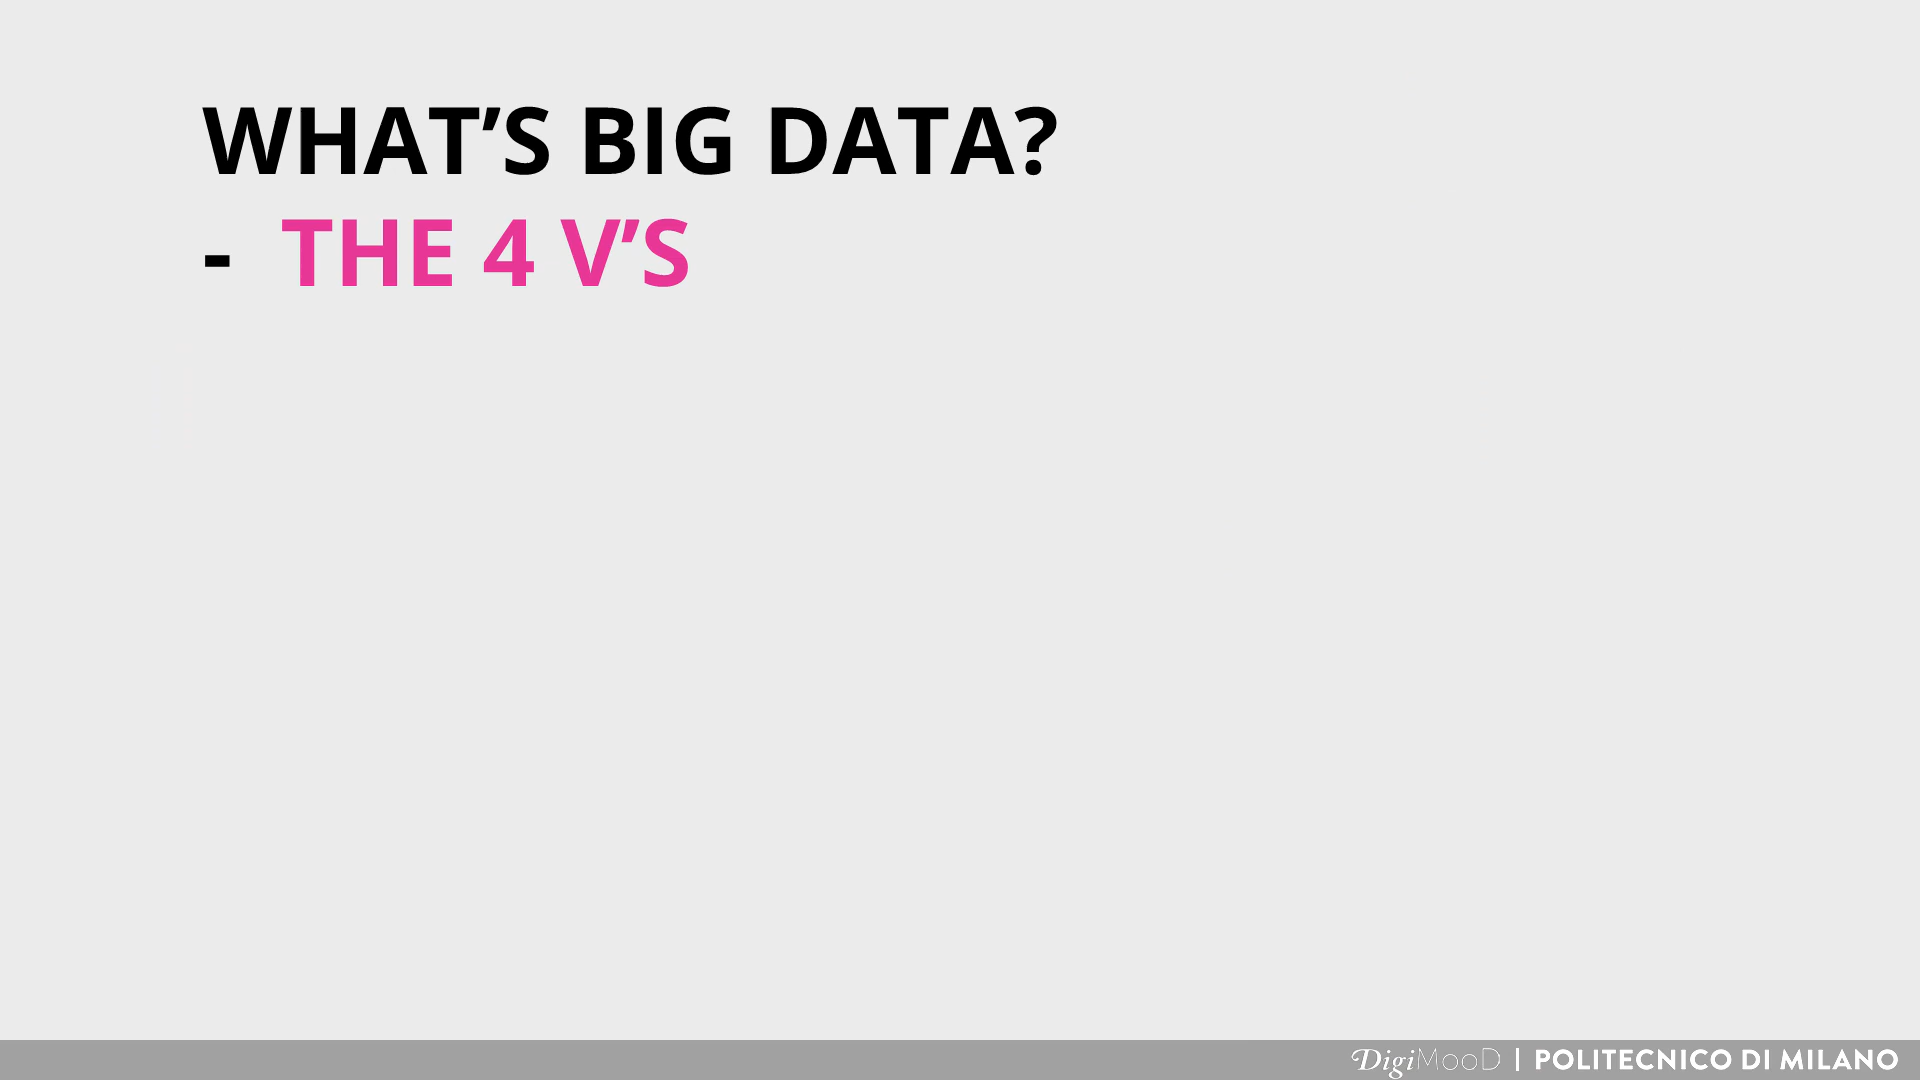 WHAT’S BIG DATA?
- THE 4 V’S
DigiMooD | POLITECNICO DI MILANO